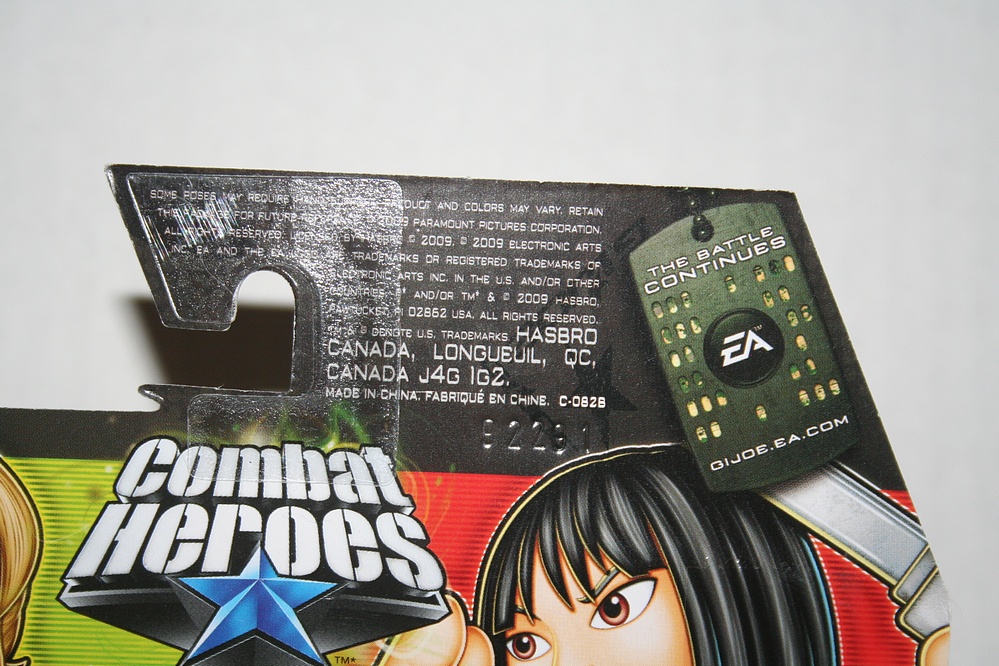 SOME POSES MAY REQUIRE PRODUCT AND COLORS MAY VARY. RETAIN
THIS FOR FUTURE 2009 PARAMOUNT PICTURES CORPORATION.
ALL RIGHTS RESERVED. © 2009. © 2009 ELECTRONIC ARTS
INC. EA AND THE EA TRADEMARKS OR REGISTERED TRADEMARKS OF
ELECTRONIC ARTS INC. IN THE U.S. AND/OR OTHER
COUNTRIES. AND/OR TM* & © 2009 HASBRO,
PAWTUCKET, RI 02862 USA. ALL RIGHTS RESERVED.
& ® DENOTE U.S. TRADEMARKS. HASBRO
CANADA, LONGUEUIL, QC,
CANADA J4G 1G2.
MADE IN CHINA. FABRIQUÉ EN CHINE. C-082B
92291
THE BATTLE
CONTINUES
EA™
GIJOE.EA.COM
Combat
Heroes
TM*